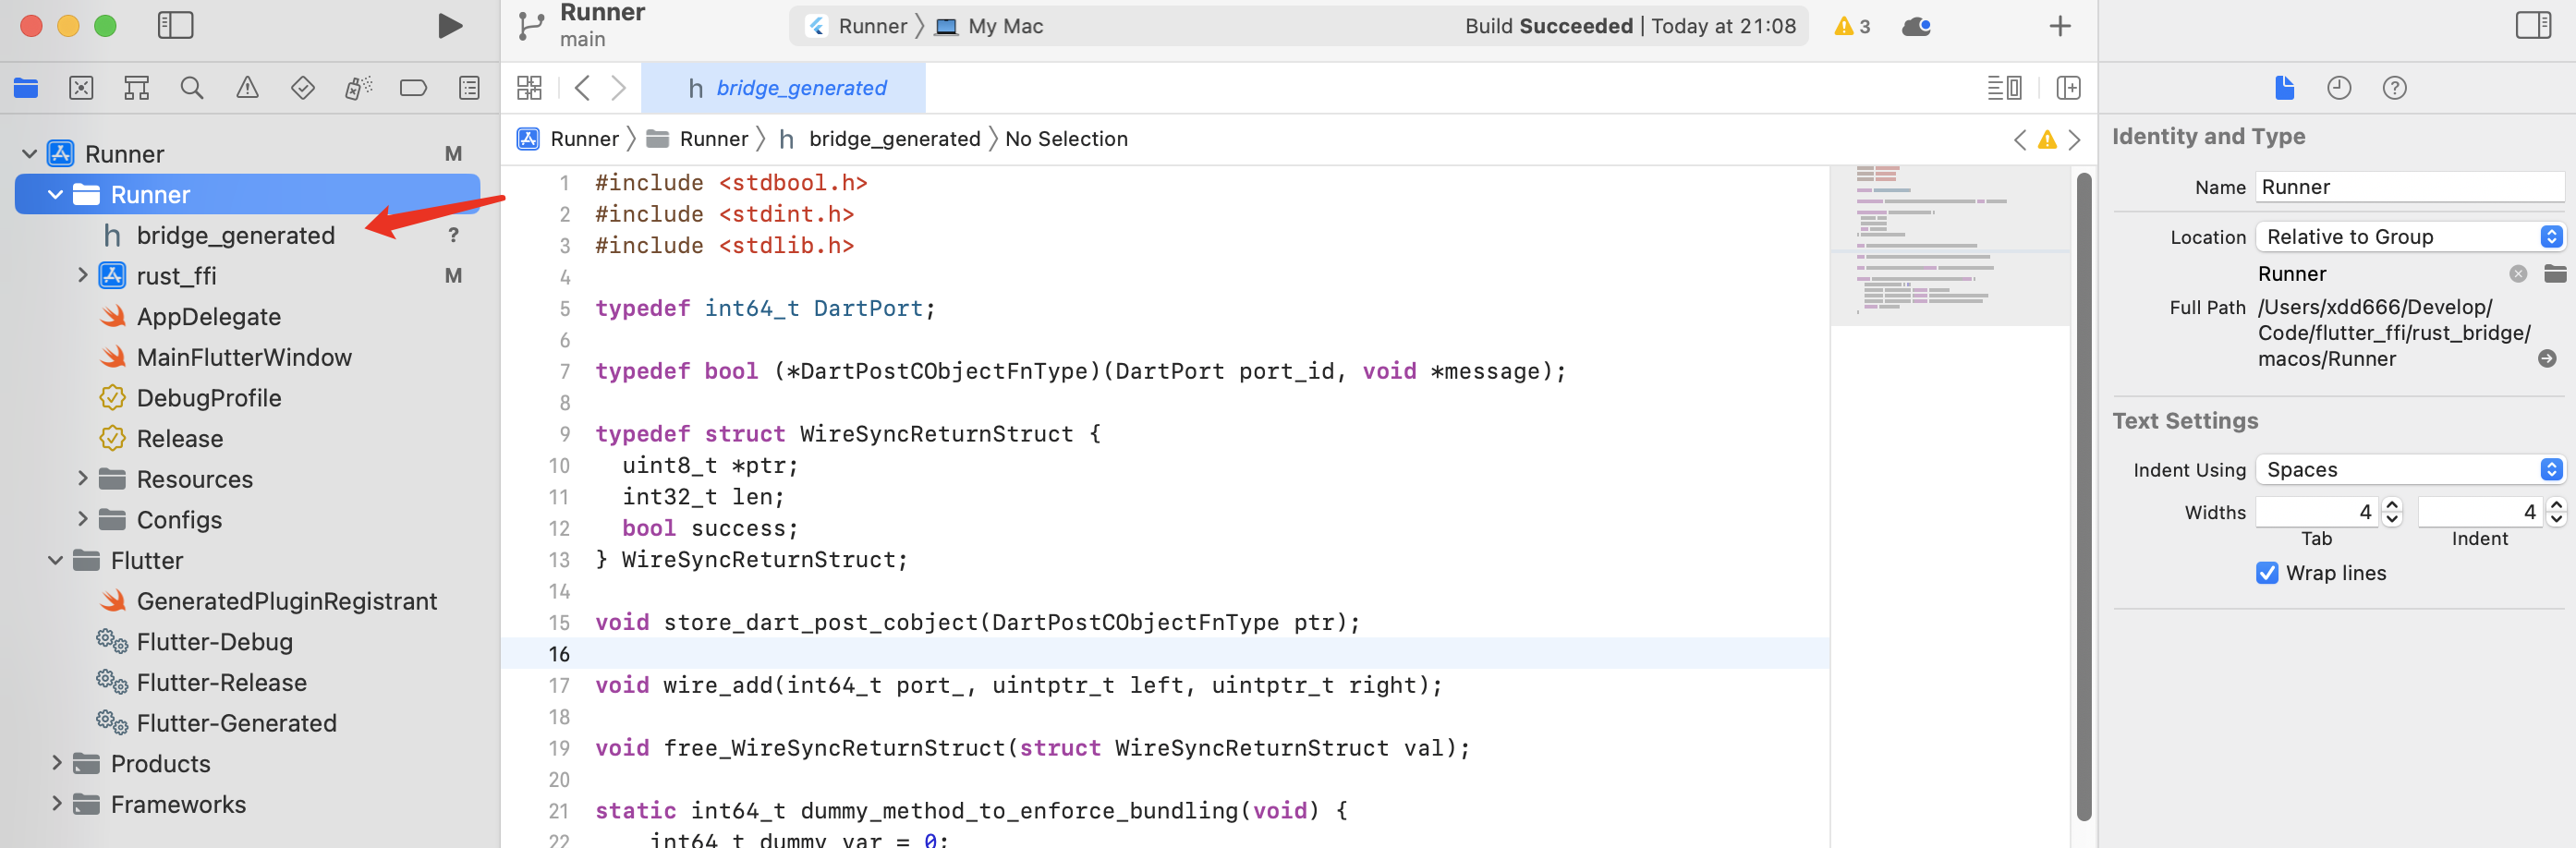 Runner
main
Runner
My Mac
Build Succeeded | Today at 21:08
3
bridge_generated
Runner
M
Runner
bridge_generated
?
rust_ffi
M
AppDelegate
MainFlutterWindow
DebugProfile
Release
Resources
Configs
Flutter
GeneratedPluginRegistrant
Flutter-Debug
Flutter-Release
Flutter-Generated
Products
Frameworks
h bridge_generated
Runner
Runner
h bridge_generated
No Selection
1 #include <stdbool.h>
2 #include <stdint.h>
3 #include <stdlib.h>
4
5 typedef int64_t DartPort;
6
7 typedef bool (*DartPostCObjectFnType)(DartPort port_id, void *message);
8
9 typedef struct WireSyncReturnStruct {
10 uint8_t *ptr;
11 int32_t len;
12 bool success;
13 } WireSyncReturnStruct;
14
15 void store_dart_post_cobject(DartPostCObjectFnType ptr);
16
17 void wire_add(int64_t port_, uintptr_t left, uintptr_t right);
18
19 void free_WireSyncReturnStruct(struct WireSyncReturnStruct val);
20
21 static int64_t dummy_method_to_enforce_bundling(void) {
22 int64_t dummy_var = 0;
Identity and Type
Name Runner
Location Relative to Group
Runner
Full Path /Users/xdd666/Develop/
Code/flutter_ffi/rust_bridge/
macos/Runner
Text Settings
Indent Using Spaces
Widths 4 4
Tab Indent
Wrap lines